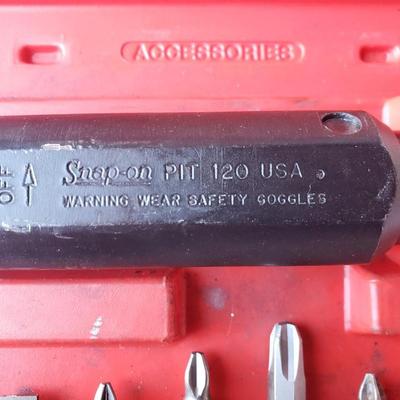 ACCESSORIES
OFF
Snap-on PIT 120 USA
WARNING WEAR SAFETY GOGGLES